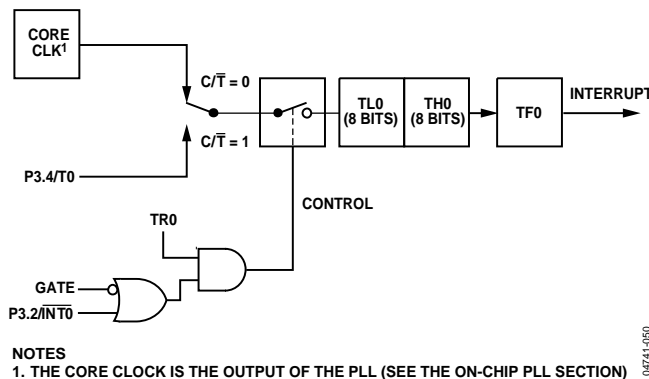 CORE
CLK¹
C/T̅ = 0
C/T̅ = 1
P3.4/T0
TL0
(8 BITS)
TH0
(8 BITS)
TF0
INTERRUPT
CONTROL
TR0
GATE
P3.2/I̅N̅T̅0̅
NOTES
1. THE CORE CLOCK IS THE OUTPUT OF THE PLL (SEE THE ON-CHIP PLL SECTION)
04741-050